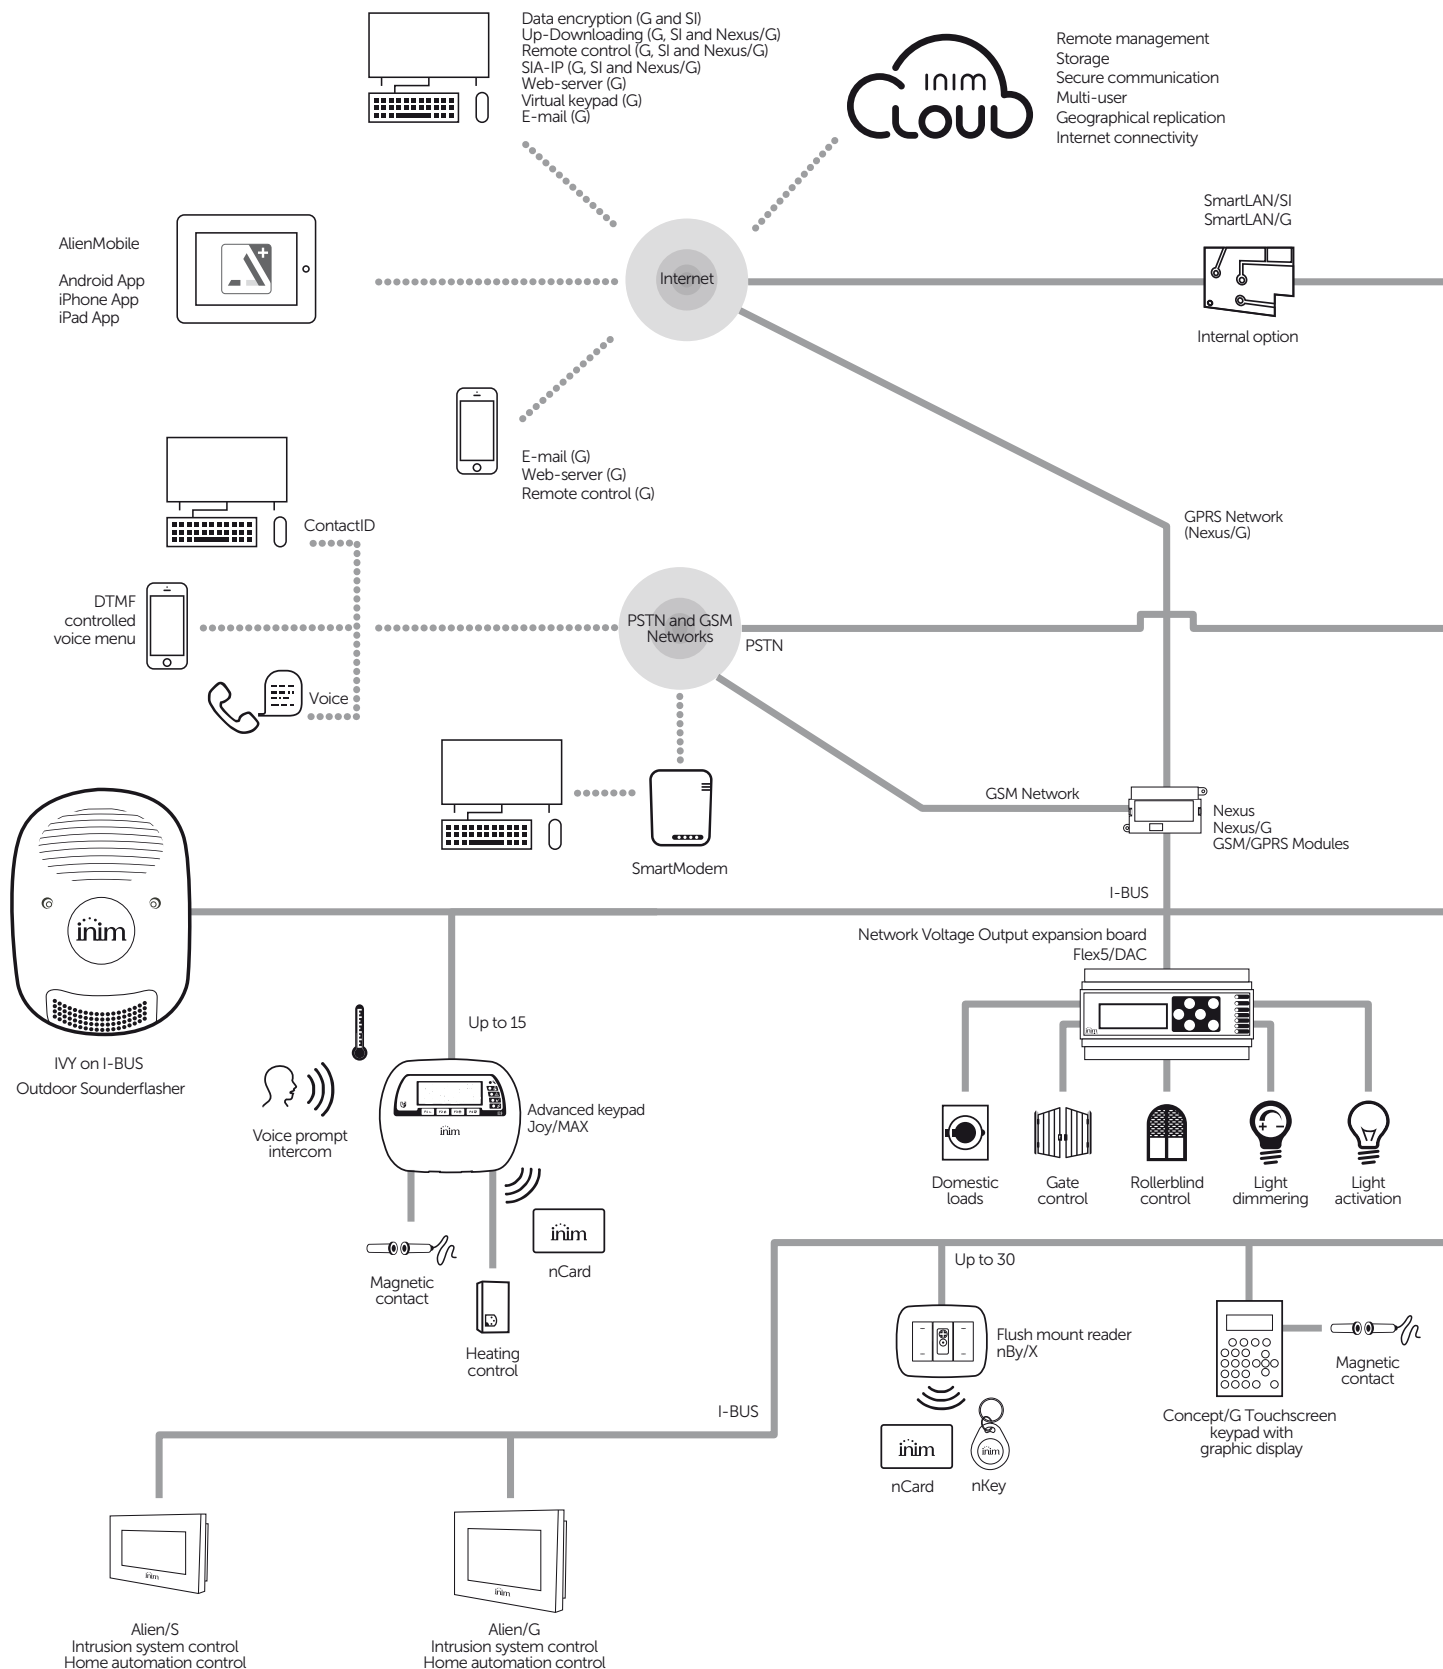 Data encryption (G and SI)
Up-Downloading (G, SI and Nexus/G)
Remote control (G, SI and Nexus/G)
SIA-IP (G, SI and Nexus/G)
Web-server (G)
Virtual keypad (G)
E-mail (G)
inim
CLOUD
Remote management
Storage
Secure communication
Multi-user
Geographical replication
Internet connectivity
SmartLAN/SI
SmartLAN/G
Internal option
AlienMobile
Android App
iPhone App
iPad App
Internet
E-mail (G)
Web-server (G)
Remote control (G)
ContactID
GPRS Network
(Nexus/G)
DTMF
controlled
voice menu
PSTN and GSM
Networks
PSTN
Voice
GSM Network
Nexus
Nexus/G
GSM/GPRS Modules
SmartModem
I-BUS
inim
Network Voltage Output expansion board
Flex5/DAC
inim
IVY on I-BUS
Outdoor Sounderflasher
Up to 15
Voice prompt
intercom
inim
Advanced keypad
Joy/MAX
Domestic
loads
Gate
control
Rollerblind
control
Light
dimmering
Light
activation
Magnetic
contact
inim
nCard
Heating
control
Up to 30
Flush mount reader
nBy/X
Magnetic
contact
I-BUS
Concept/G Touchscreen
keypad with
graphic display
inim
nCard
inim
nKey
inim
Alien/S
Intrusion system control
Home automation control
inim
Alien/G
Intrusion system control
Home automation control